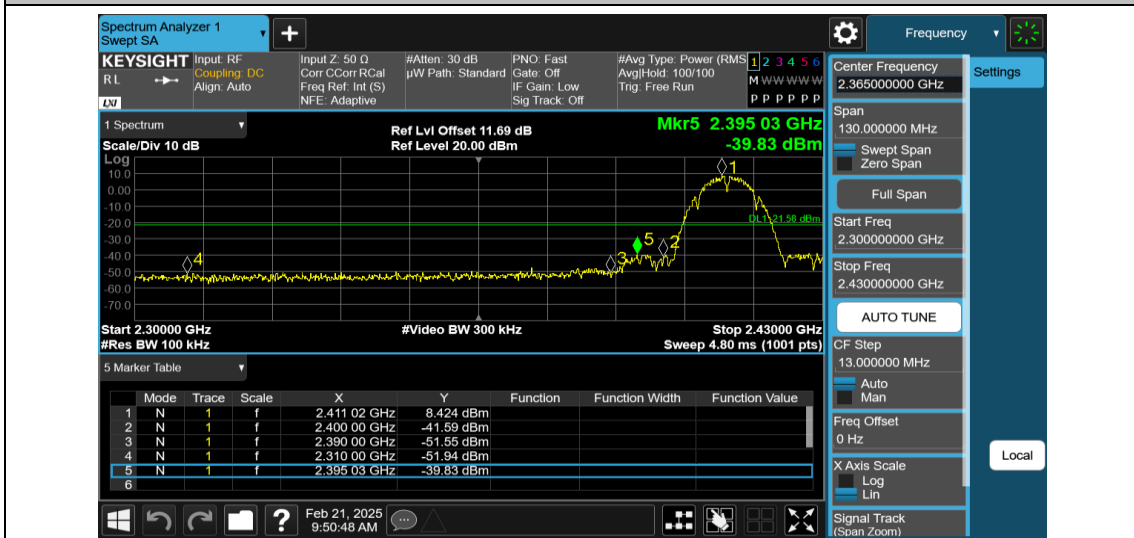 Spectrum Analyzer 1
Swept SA
Frequency
KEYSIGHT
R L
LXI
Input: RF
Coupling: DC
Align: Auto
Input Z: 50 Ω
Corr CCorr RCal
Freq Ref: Int (S)
NFE: Adaptive
#Atten: 30 dB
µW Path: Standard
PNO: Fast
Gate: Off
IF Gain: Low
Sig Track: Off
#Avg Type: Power (RMS
Avg|Hold: 100/100
Trig: Free Run
1 2 3 4 5 6
M W W W W W
P P P P P P
1 Spectrum
Scale/Div 10 dB
Ref Lvl Offset 11.69 dB
Ref Level 20.00 dBm
Mkr5 2.395 03 GHz
-39.83 dBm
Log
10.0
0.00
-10.0
-20.0
-30.0
-40.0
-50.0
-60.0
-70.0
1
DL1 -21.58 dBm
5
2
3
4
Start 2.30000 GHz
#Video BW 300 kHz
Stop 2.43000 GHz
#Res BW 100 kHz
Sweep 4.80 ms (1001 pts)
5 Marker Table
Mode Trace Scale X Y Function Function Width Function Value
1 N 1 f 2.411 02 GHz 8.424 dBm
2 N 1 f 2.400 00 GHz -41.59 dBm
3 N 1 f 2.390 00 GHz -51.55 dBm
4 N 1 f 2.310 00 GHz -51.94 dBm
5 N 1 f 2.395 03 GHz -39.83 dBm
6
?
Feb 21, 2025
9:50:48 AM
Center Frequency
2.365000000 GHz
Span
130.000000 MHz
Swept Span
Zero Span
Full Span
Start Freq
2.300000000 GHz
Stop Freq
2.430000000 GHz
AUTO TUNE
CF Step
13.000000 MHz
Auto
Man
Freq Offset
0 Hz
X Axis Scale
Log
Lin
Signal Track
(Span Zoom)
Settings
Local